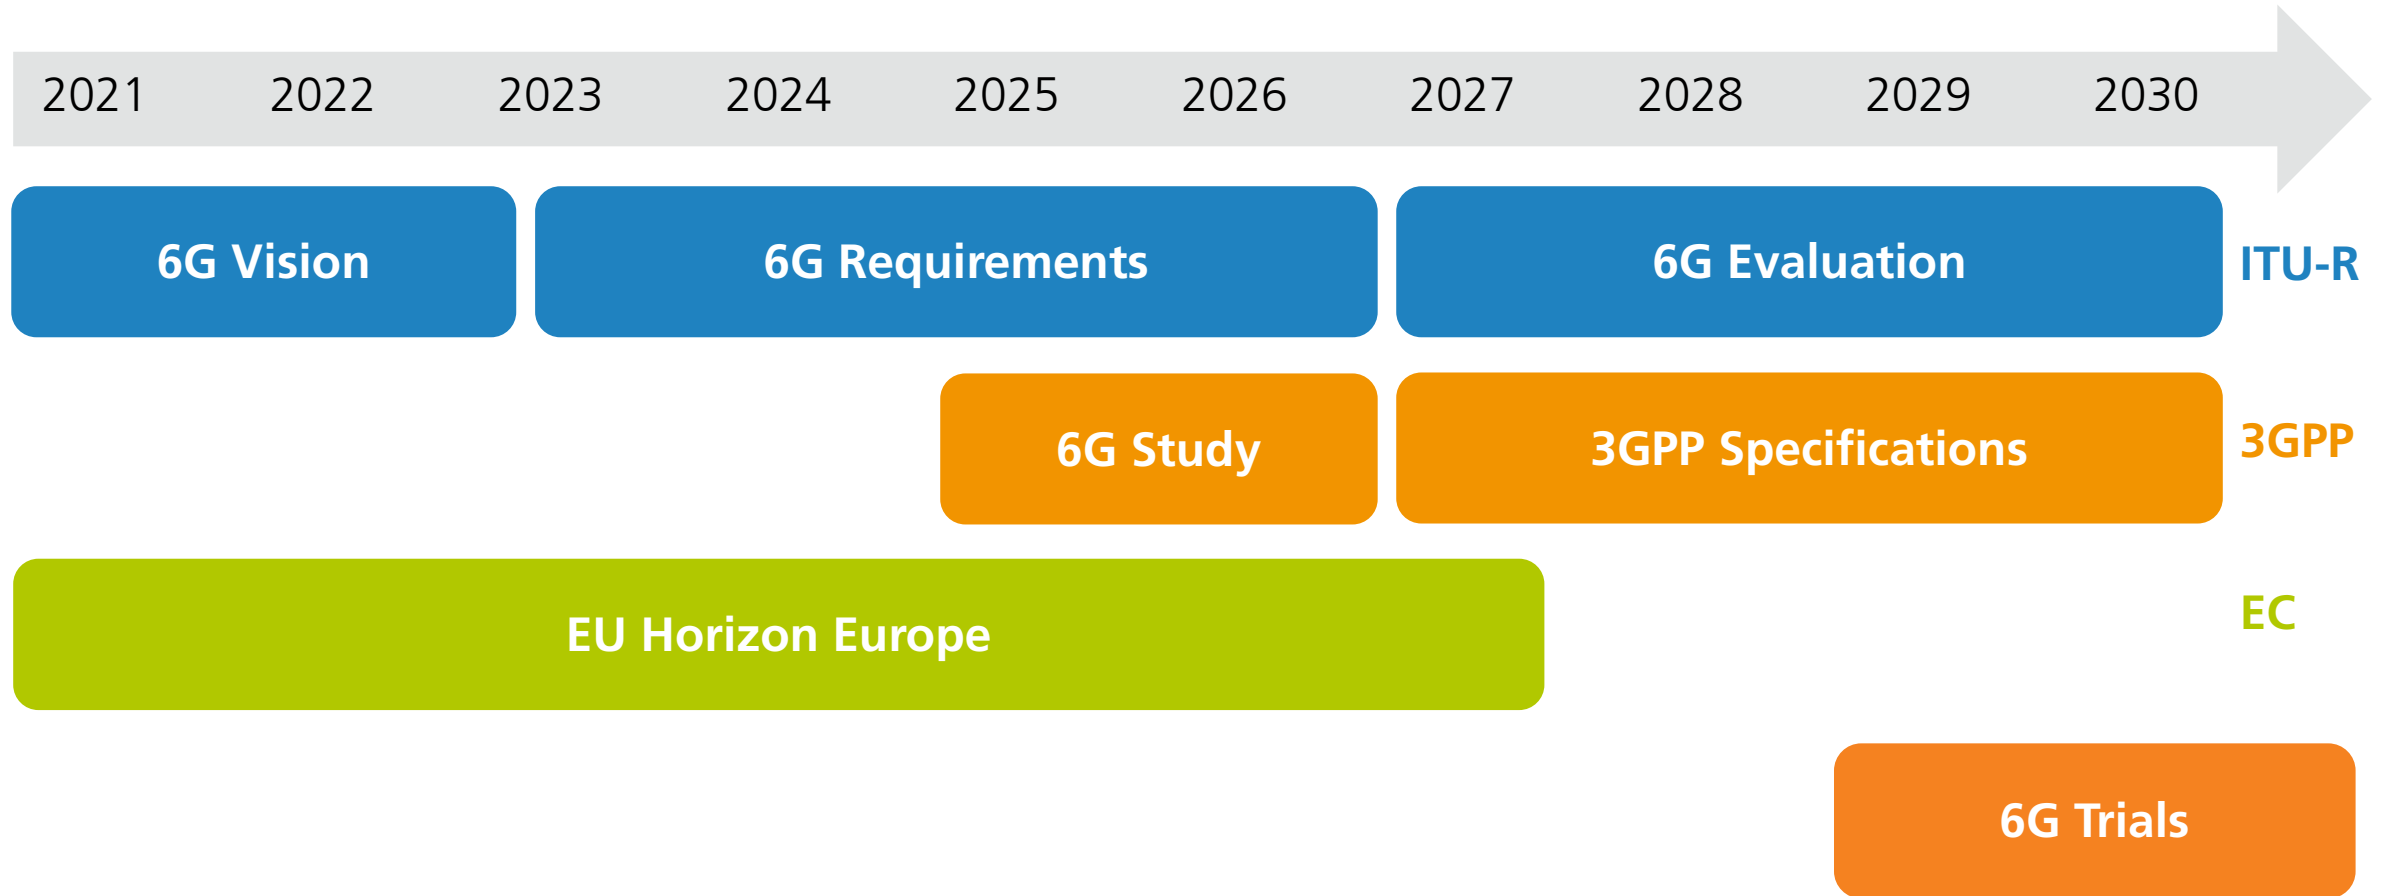 2021 2022 2023 2024 2025 2026 2027 2028 2029 2030
6G Vision 6G Requirements 6G Evaluation ITU-R
6G Study 3GPP Specifications 3GPP
EU Horizon Europe EC
6G Trials